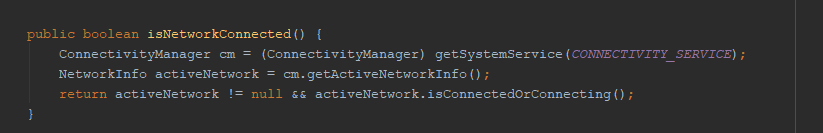 public boolean isNetworkConnected() {
    ConnectivityManager cm = (ConnectivityManager) getSystemService(CONNECTIVITY_SERVICE);
    NetworkInfo activeNetwork = cm.getActiveNetworkInfo();
    return activeNetwork != null && activeNetwork.isConnectedOrConnecting();
}